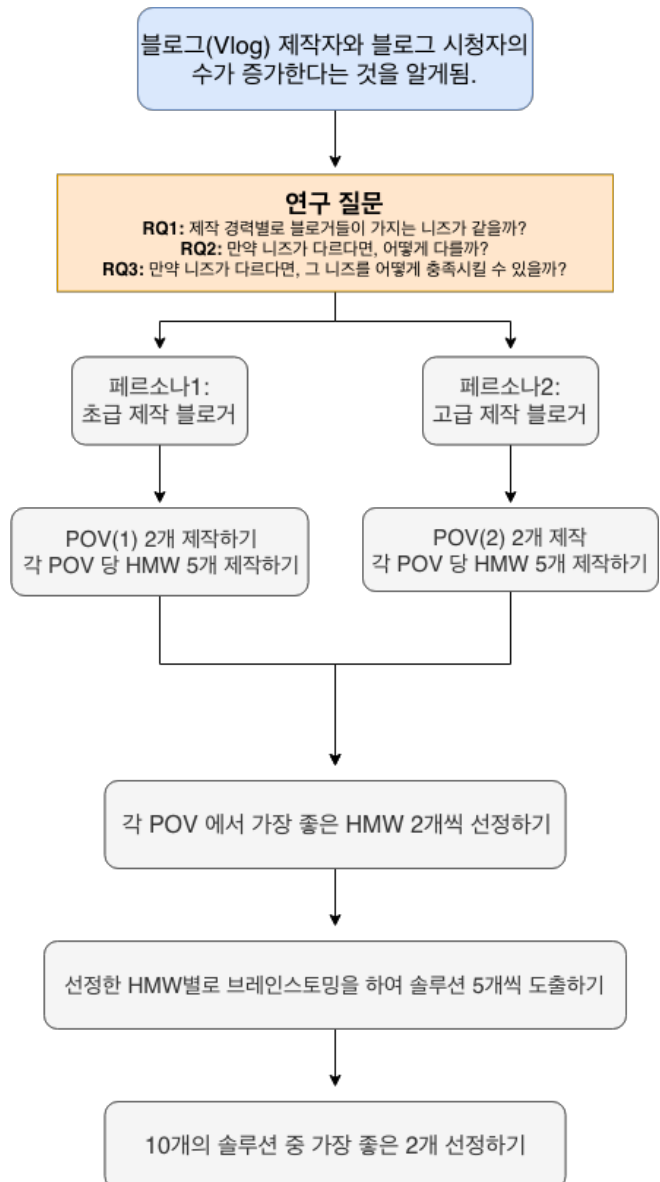 블로그(Vlog) 제작자와 블로그 시청자의
수가 증가한다는 것을 알게됨.
연구 질문
RQ1: 제작 경력별로 블로거들이 가지는 니즈가 같을까?
RQ2: 만약 니즈가 다르다면, 어떻게 다를까?
RQ3: 만약 니즈가 다르다면, 그 니즈를 어떻게 충족시킬 수 있을까?
페르소나1:
초급 제작 블로거
페르소나2:
고급 제작 블로거
POV(1) 2개 제작하기
각 POV 당 HMW 5개 제작하기
POV(2) 2개 제작
각 POV 당 HMW 5개 제작하기
각 POV 에서 가장 좋은 HMW 2개씩 선정하기
선정한 HMW별로 브레인스토밍을 하여 솔루션 5개씩 도출하기
10개의 솔루션 중 가장 좋은 2개 선정하기